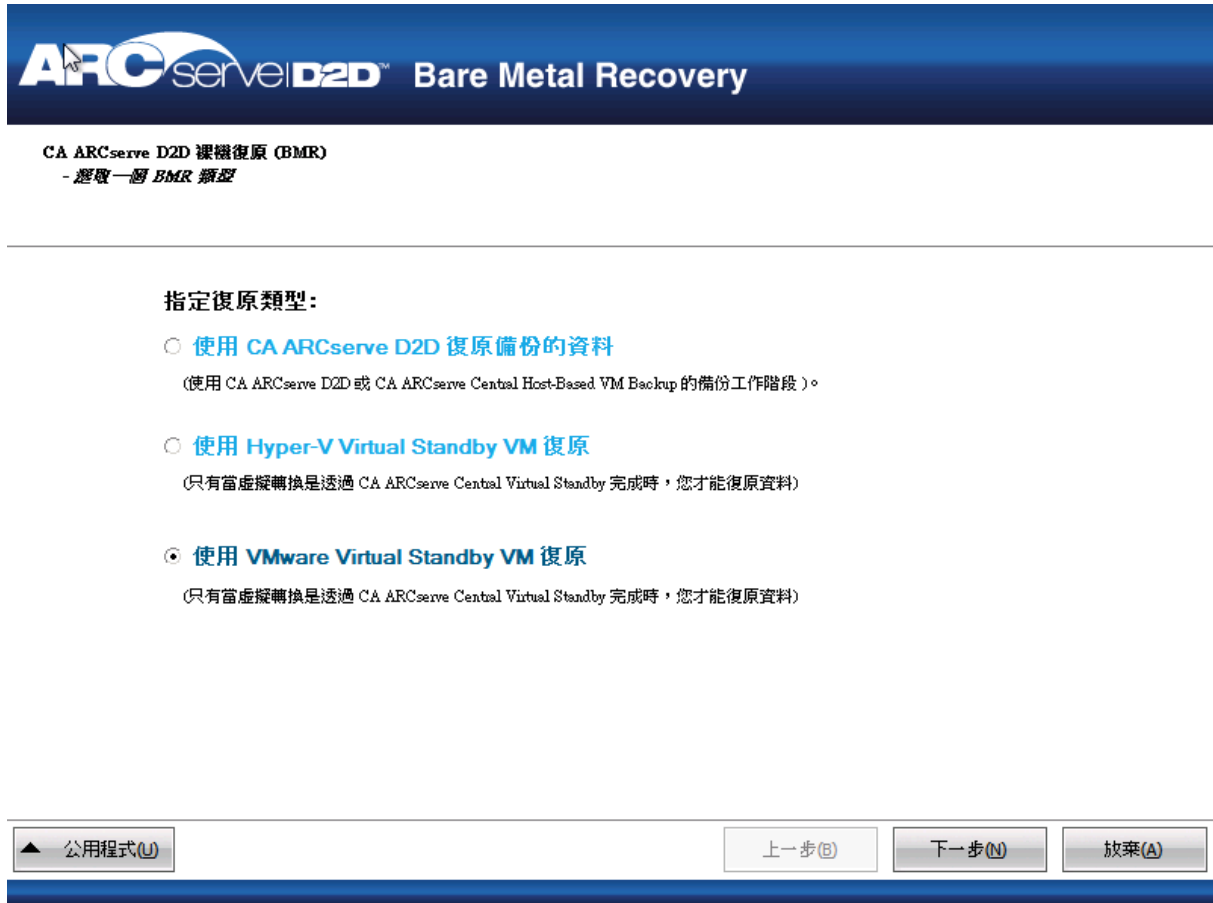 ARCserve D2D™ Bare Metal Recovery
CA ARCserve D2D 裸機復原 (BMR)
- 選取一個 BMR 類型
指定復原類型:
使用 CA ARCserve D2D 復原備份的資料
(使用 CA ARCserve D2D 或 CA ARCserve Central Host-Based VM Backup 的備份工作階段 )。
使用 Hyper-V Virtual Standby VM 復原
(只有當虛擬轉換是透過 CA ARCserve Central Virtual Standby 完成時，您才能復原資料)
使用 VMware Virtual Standby VM 復原
(只有當虛擬轉換是透過 CA ARCserve Central Virtual Standby 完成時，您才能復原資料)
▲ 公用程式(U) 上一步(B) 下一步(N) 放棄(A)